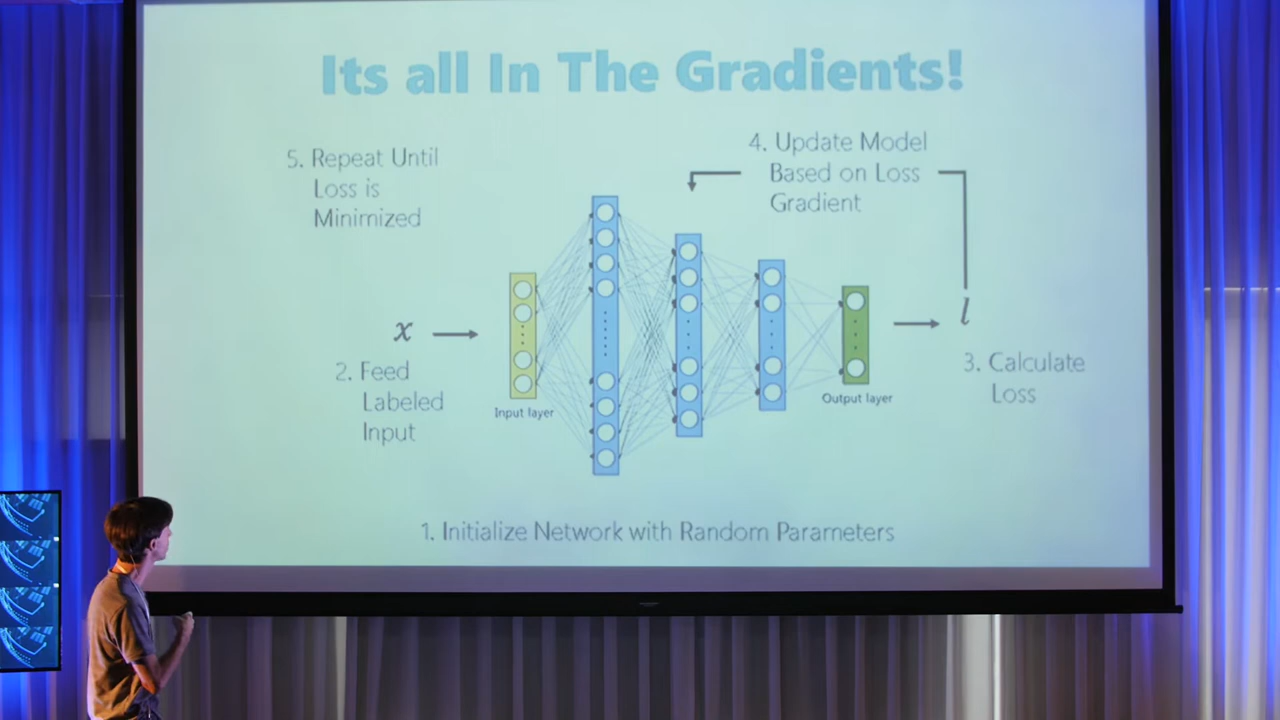 Its all In The Gradients!
5. Repeat Until
Loss is
Minimized
4. Update Model
Based on Loss
Gradient
x
l
2. Feed
Labeled
Input
Input layer
Output layer
3. Calculate
Loss
1. Initialize Network with Random Parameters